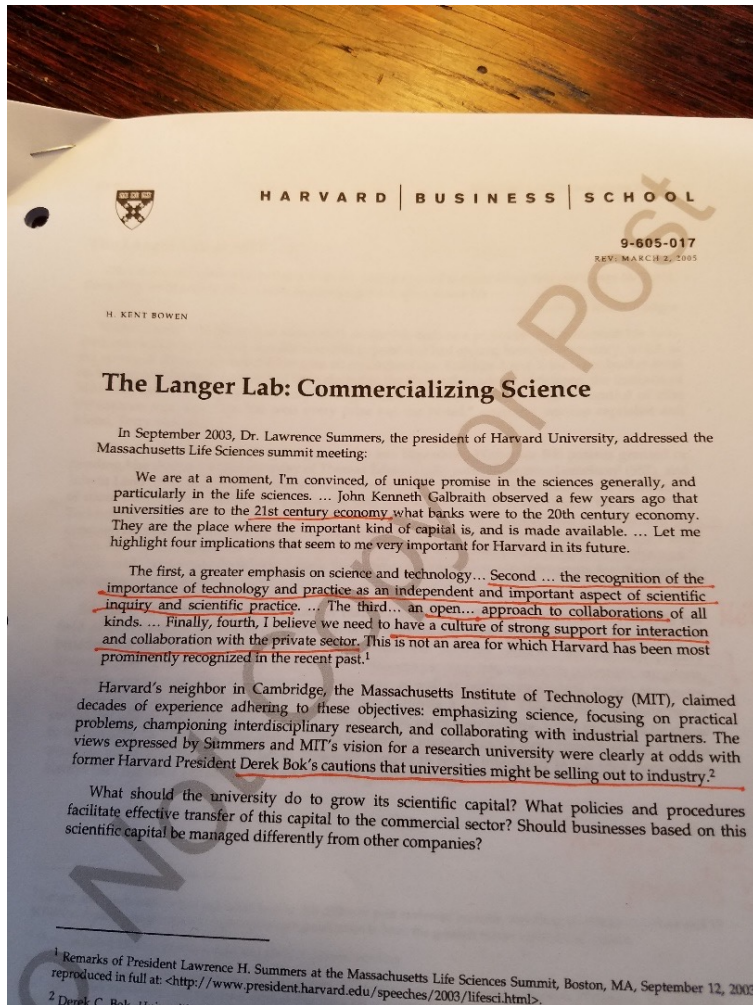 HARVARD | BUSINESS | SCHOOL
9-605-017
REV: MARCH 2, 2005
H. KENT BOWEN
The Langer Lab: Commercializing Science
In September 2003, Dr. Lawrence Summers, the president of Harvard University, addressed the
Massachusetts Life Sciences summit meeting:
We are at a moment, I'm convinced, of unique promise in the sciences generally, and
particularly in the life sciences. … John Kenneth Galbraith observed a few years ago that
universities are to the 21st century economy what banks were to the 20th century economy.
They are the place where the important kind of capital is, and is made available. … Let me
highlight four implications that seem to me very important for Harvard in its future.
The first, a greater emphasis on science and technology… Second … the recognition of the
importance of technology and practice as an independent and important aspect of scientific
inquiry and scientific practice. … The third… an open… approach to collaborations of all
kinds. … Finally, fourth, I believe we need to have a culture of strong support for interaction
and collaboration with the private sector. This is not an area for which Harvard has been most
prominently recognized in the recent past.1
Harvard's neighbor in Cambridge, the Massachusetts Institute of Technology (MIT), claimed
decades of experience adhering to these objectives: emphasizing science, focusing on practical
problems, championing interdisciplinary research, and collaborating with industrial partners. The
views expressed by Summers and MIT's vision for a research university were clearly at odds with
former Harvard President Derek Bok's cautions that universities might be selling out to industry.2
What should the university do to grow its scientific capital? What policies and procedures
facilitate effective transfer of this capital to the commercial sector? Should businesses based on this
scientific capital be managed differently from other companies?
1 Remarks of President Lawrence H. Summers at the Massachusetts Life Sciences Summit, Boston, MA, September 12, 200
reproduced in full at: <http://www.president.harvard.edu/speeches/2003/lifesci.html>.
2 Derek C. Bok,
Not Copy or Post